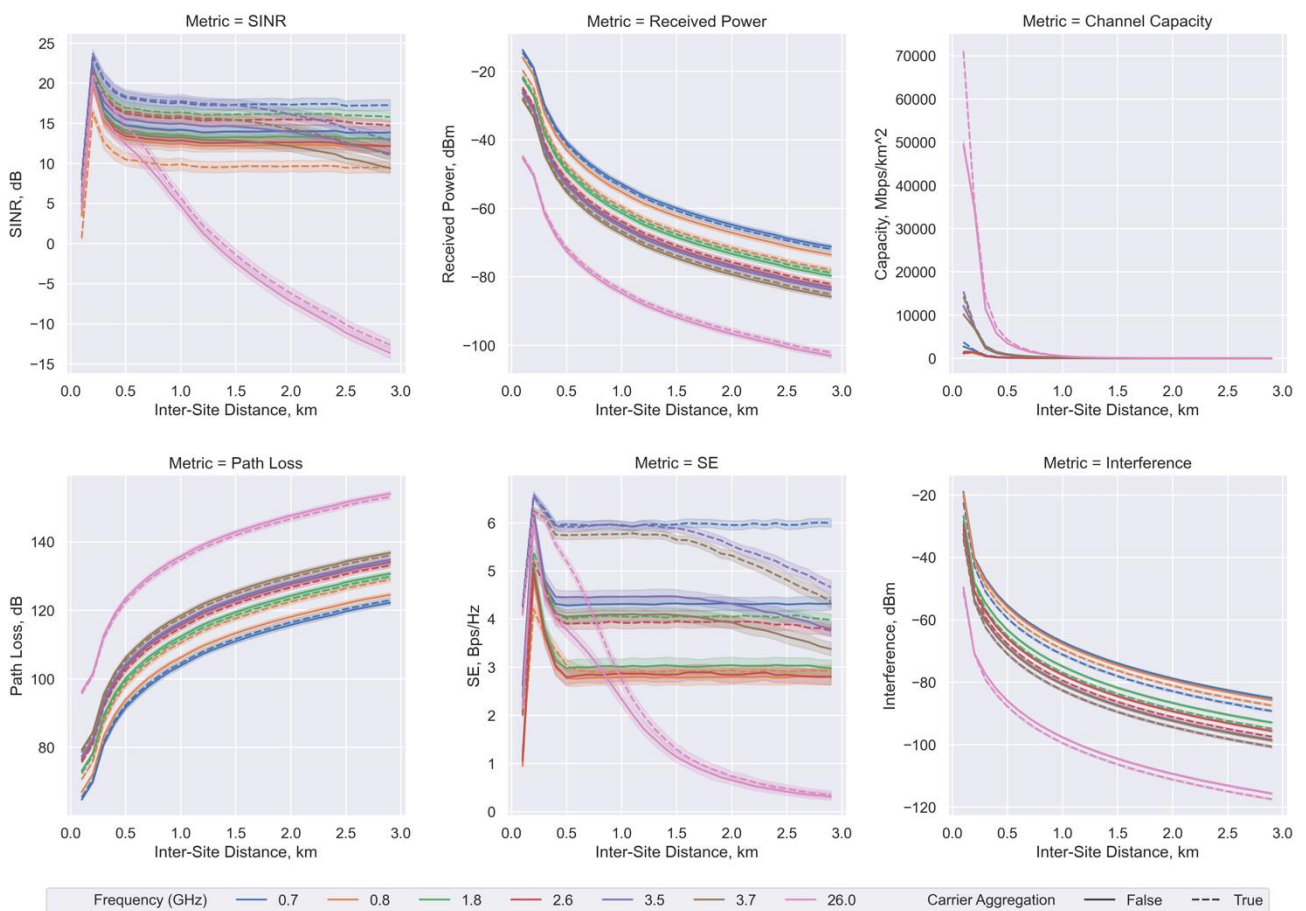 Metric = SINR
25
20
15
10
5
0
−5
−10
−15
SINR, dB
0.0 0.5 1.0 1.5 2.0 2.5 3.0
Inter-Site Distance, km
Metric = Received Power
−20
−40
−60
−80
−100
Received Power, dBm
0.0 0.5 1.0 1.5 2.0 2.5 3.0
Inter-Site Distance, km
Metric = Channel Capacity
70000
60000
50000
40000
30000
20000
10000
0
Capacity, Mbps/km^2
0.0 0.5 1.0 1.5 2.0 2.5 3.0
Inter-Site Distance, km
Metric = Path Loss
140
120
100
80
Path Loss, dB
0.0 0.5 1.0 1.5 2.0 2.5 3.0
Inter-Site Distance, km
Metric = SE
6
5
4
3
2
1
0
SE, Bps/Hz
0.0 0.5 1.0 1.5 2.0 2.5 3.0
Inter-Site Distance, km
Metric = Interference
−20
−40
−60
−80
−100
−120
Interference, dBm
0.0 0.5 1.0 1.5 2.0 2.5 3.0
Inter-Site Distance, km
Frequency (GHz) 0.7 0.8 1.8 2.6 3.5 3.7 26.0 Carrier Aggregation False True